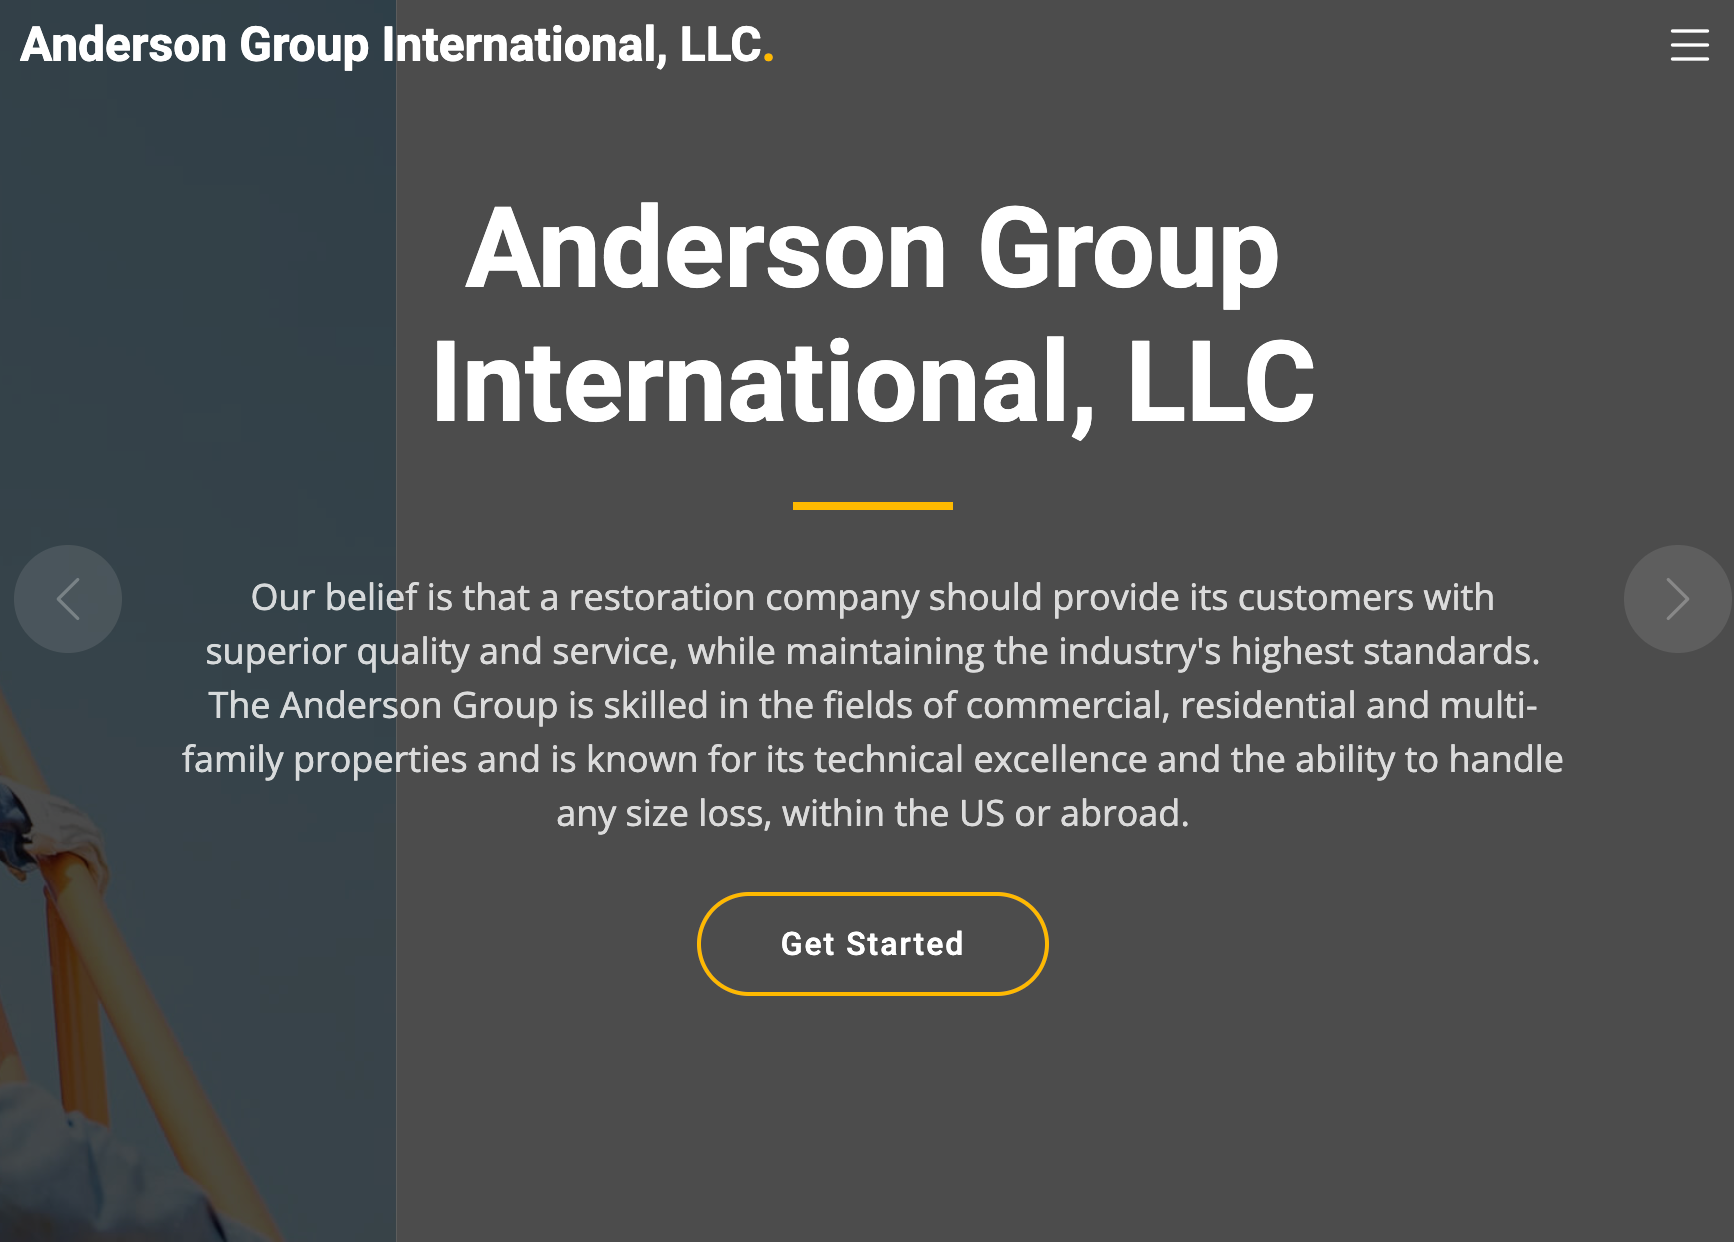 Anderson Group International, LLC.
Anderson Group
International, LLC
Our belief is that a restoration company should provide its customers with
superior quality and service, while maintaining the industry's highest standards.
The Anderson Group is skilled in the fields of commercial, residential and multi-
family properties and is known for its technical excellence and the ability to handle
any size loss, within the US or abroad.
Get Started